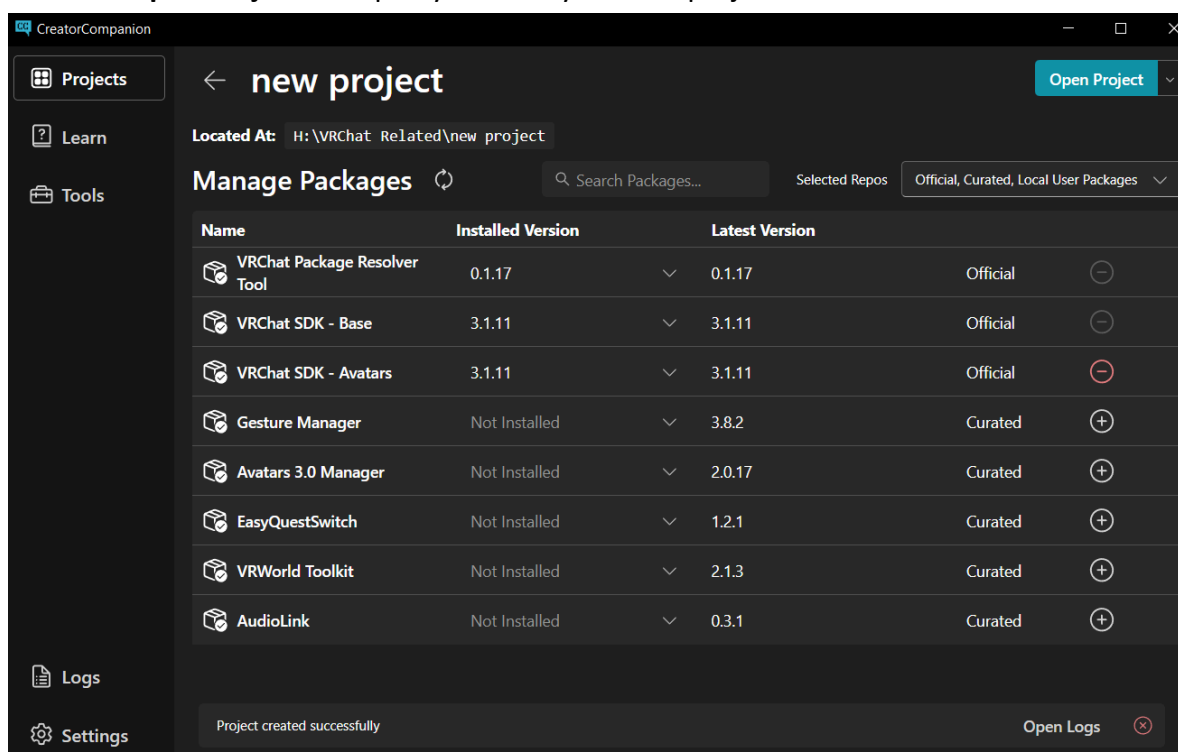 CreatorCompanion
Projects
Learn
Tools
Logs
Settings
new project
Open Project
Located At: H:\VRChat Related\new project
Manage Packages
Search Packages...
Selected Repos
Official, Curated, Local User Packages
Name Installed Version Latest Version
VRChat Package Resolver
Tool
0.1.17 0.1.17 Official
VRChat SDK - Base 3.1.11 3.1.11 Official
VRChat SDK - Avatars 3.1.11 3.1.11 Official
Gesture Manager Not Installed 3.8.2 Curated
Avatars 3.0 Manager Not Installed 2.0.17 Curated
EasyQuestSwitch Not Installed 1.2.1 Curated
VRWorld Toolkit Not Installed 2.1.3 Curated
AudioLink Not Installed 0.3.1 Curated
Project created successfully
Open Logs